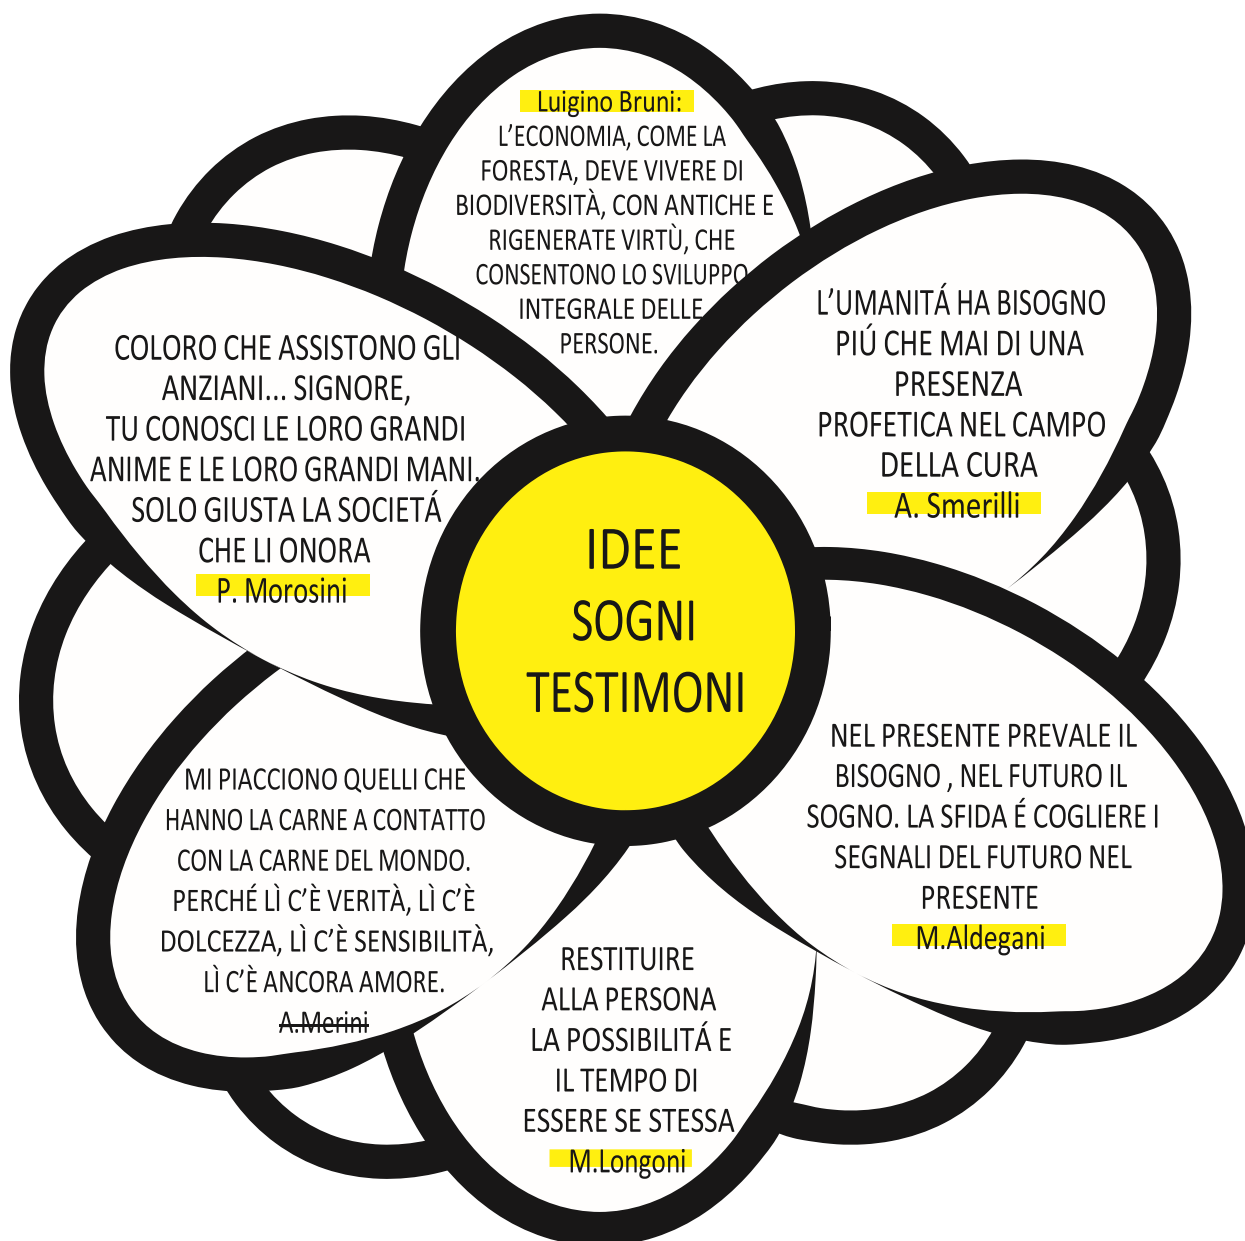 Luigino Bruni:
L’ECONOMIA, COME LA
FORESTA, DEVE VIVERE DI
BIODIVERSITÀ, CON ANTICHE E
RIGENERATE VIRTÙ, CHE
CONSENTONO LO SVILUPPO
INTEGRALE DELLE
PERSONE.
L’UMANITÁ HA BISOGNO
PIÚ CHE MAI DI UNA
PRESENZA
PROFETICA NEL CAMPO
DELLA CURA
A. Smerilli
COLORO CHE ASSISTONO GLI
ANZIANI... SIGNORE,
TU CONOSCI LE LORO GRANDI
ANIME E LE LORO GRANDI MANI.
SOLO GIUSTA LA SOCIETÁ
CHE LI ONORA
P. Morosini
IDEE
SOGNI
TESTIMONI
NEL PRESENTE PREVALE IL
BISOGNO , NEL FUTURO IL
SOGNO. LA SFIDA É COGLIERE I
SEGNALI DEL FUTURO NEL
PRESENTE
M.Aldegani
MI PIACCIONO QUELLI CHE
HANNO LA CARNE A CONTATTO
CON LA CARNE DEL MONDO.
PERCHÉ LÌ C’È VERITÀ, LÌ C’È
DOLCEZZA, LÌ C’È SENSIBILITÀ,
LÌ C’È ANCORA AMORE.
A.Merini
RESTITUIRE
ALLA PERSONA
LA POSSIBILITÁ E
IL TEMPO DI
ESSERE SE STESSA
M.Longoni